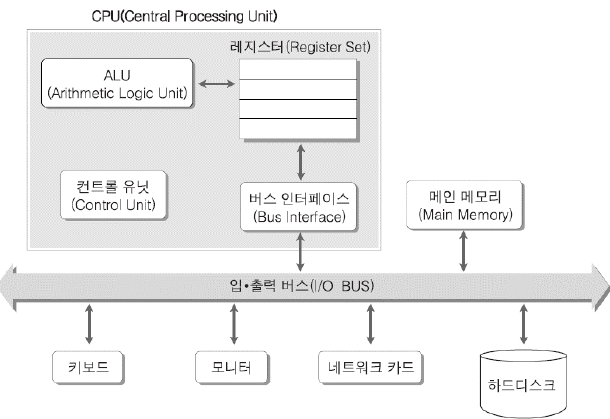 CPU(Central Processing Unit)
레지스터(Register Set)
ALU
(Arithmetic Logic Unit)
컨트롤 유닛
(Control Unit)
버스 인터페이스
(Bus Interface)
메인 메모리
(Main Memory)
입•출력 버스(I/O BUS)
키보드
모니터
네트워크 카드
하드디스크